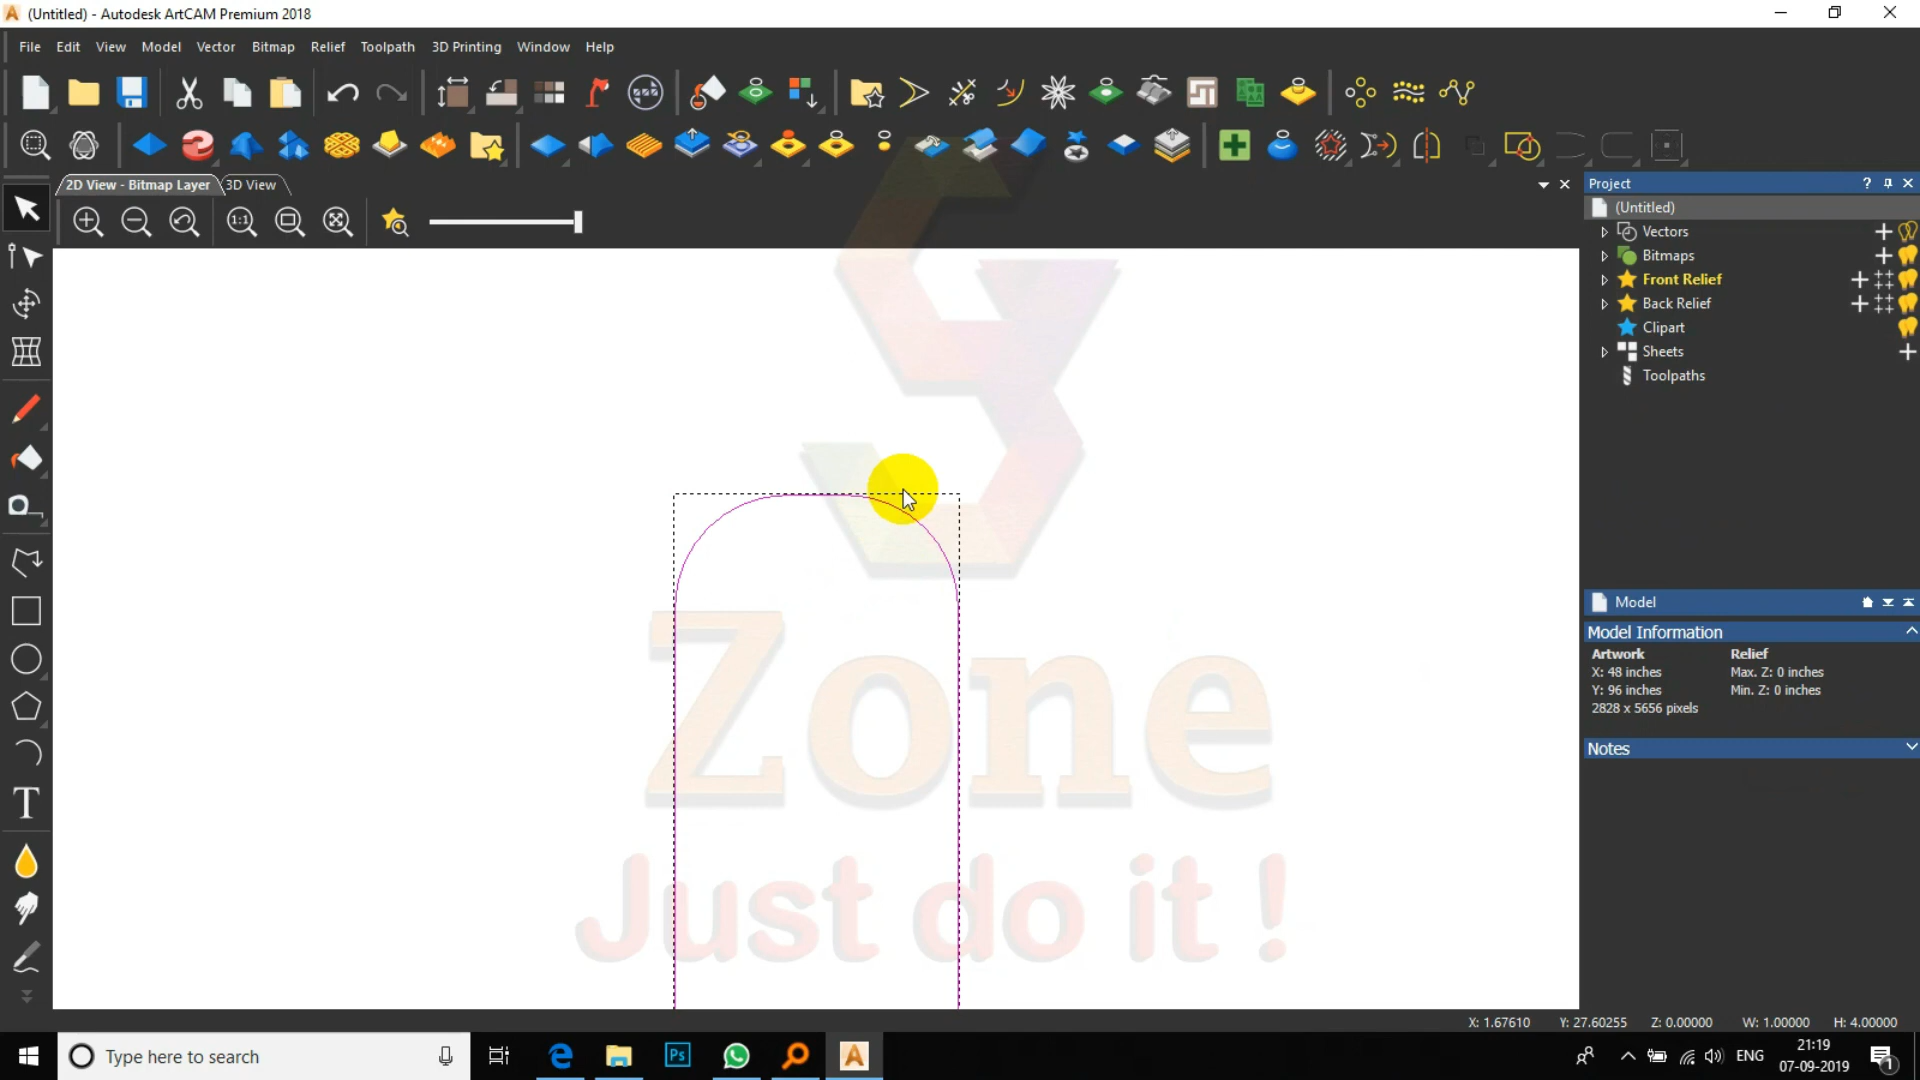 (Untitled) - Autodesk ArtCAM Premium 2018
File Edit View Model Vector Bitmap Relief Toolpath 3D Printing Window Help
2D View - Bitmap Layer 3D View
1:1
Project
(Untitled)
Vectors
Bitmaps
Front Relief
Back Relief
Clipart
Sheets
Toolpaths
Zone
Just do it !
Model
Model Information
Artwork Relief
X: 48 inches Max. Z: 0 inches
Y: 96 inches Min. Z: 0 inches
2828 x 5656 pixels
Notes
X: 1.67610 Y: 27.60255 Z: 0.00000 W: 1.00000 H: 4.00000
Type here to search
Ps
ENG
21:19
07-09-2019
1